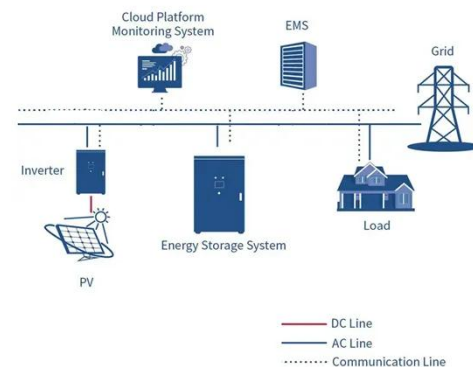 Cloud Platform
Monitoring System
EMS
Grid
Inverter
Energy Storage System
Load
PV
DC Line
AC Line
Communication Line